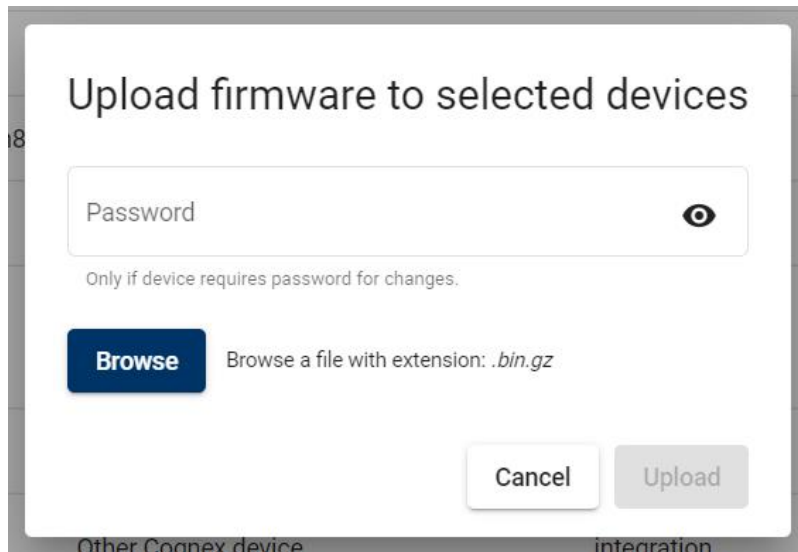 Upload firmware to selected devices
Password
Only if device requires password for changes.
Browse
Browse a file with extension: .bin.gz
Cancel
Upload
Other Cognex device
integration